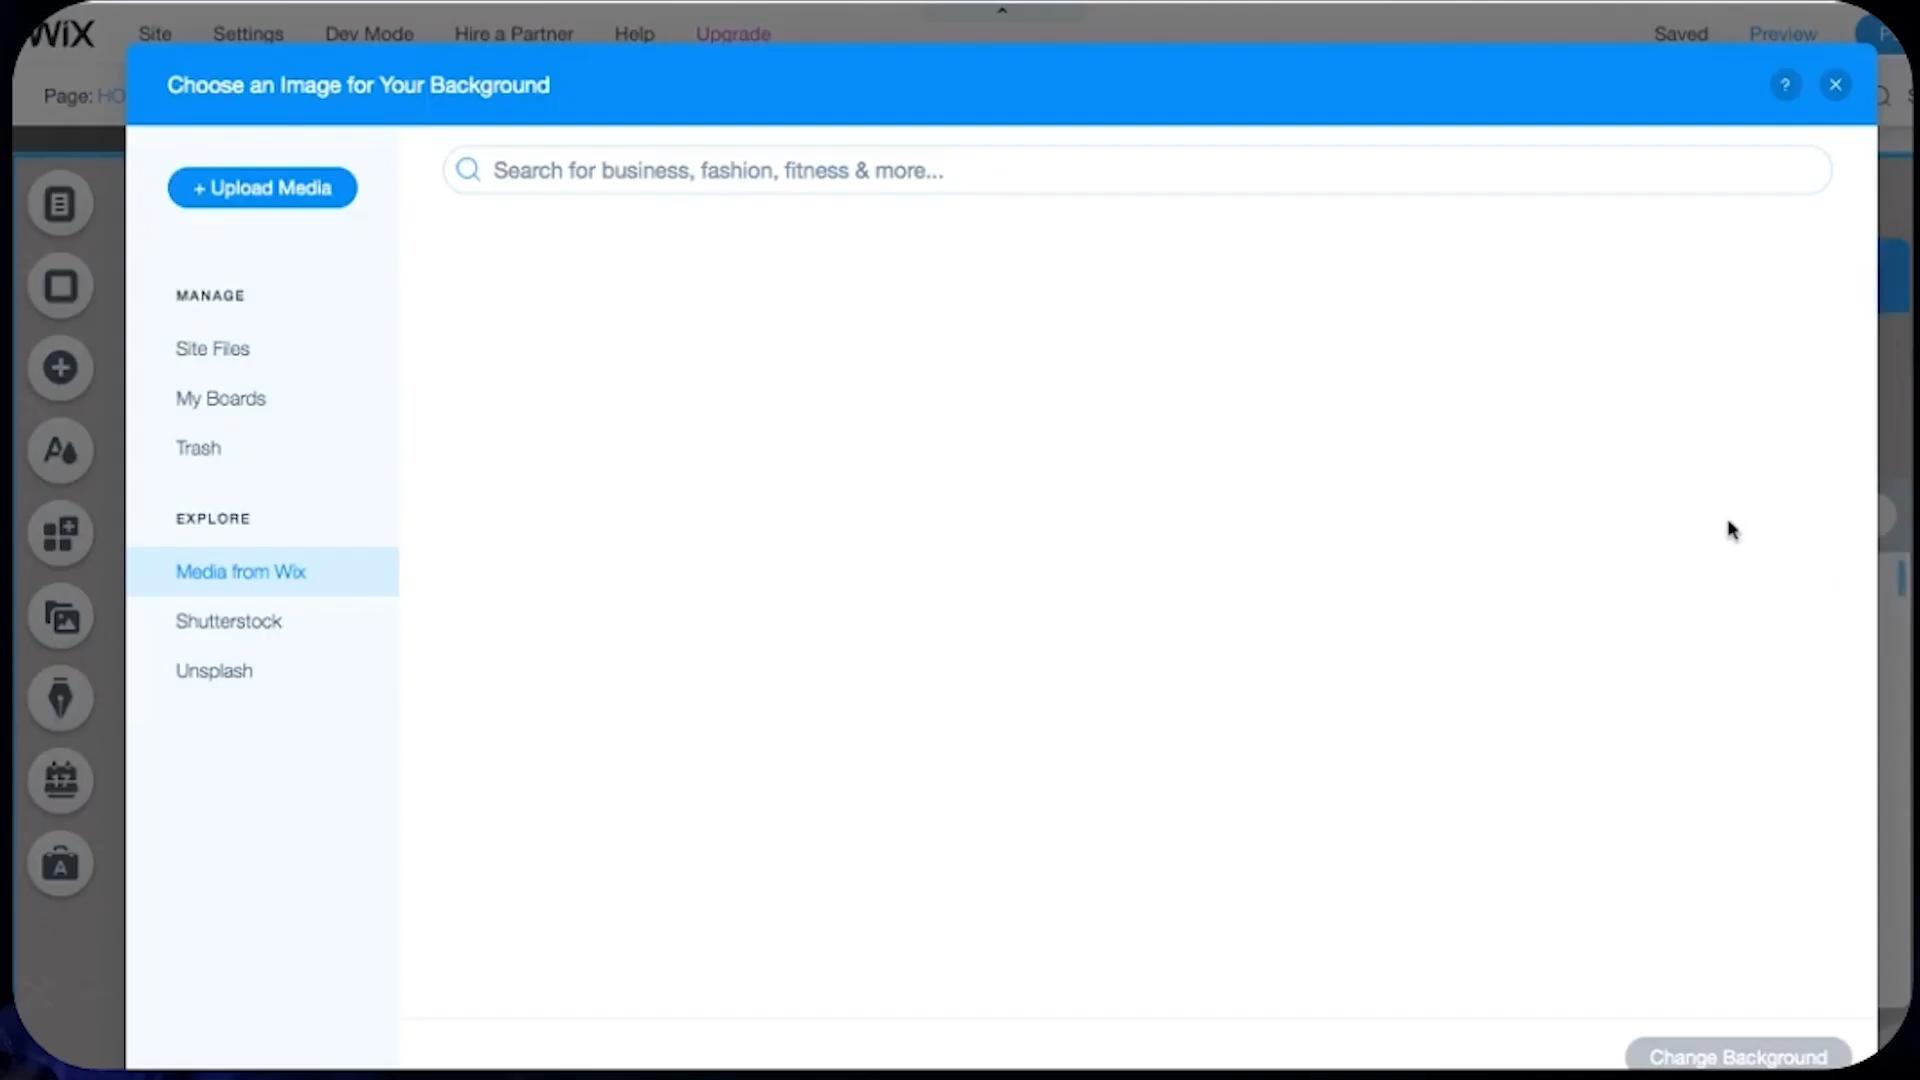 WiX
Site Settings Dev Mode Hire a Partner Help Upgrade Saved Preview
Page: HO
Choose an Image for Your Background ?
+ Upload Media
Search for business, fashion, fitness & more...
MANAGE
Site Files
My Boards
Trash
EXPLORE
Media from Wix
Shutterstock
Unsplash
17
A
Change Background